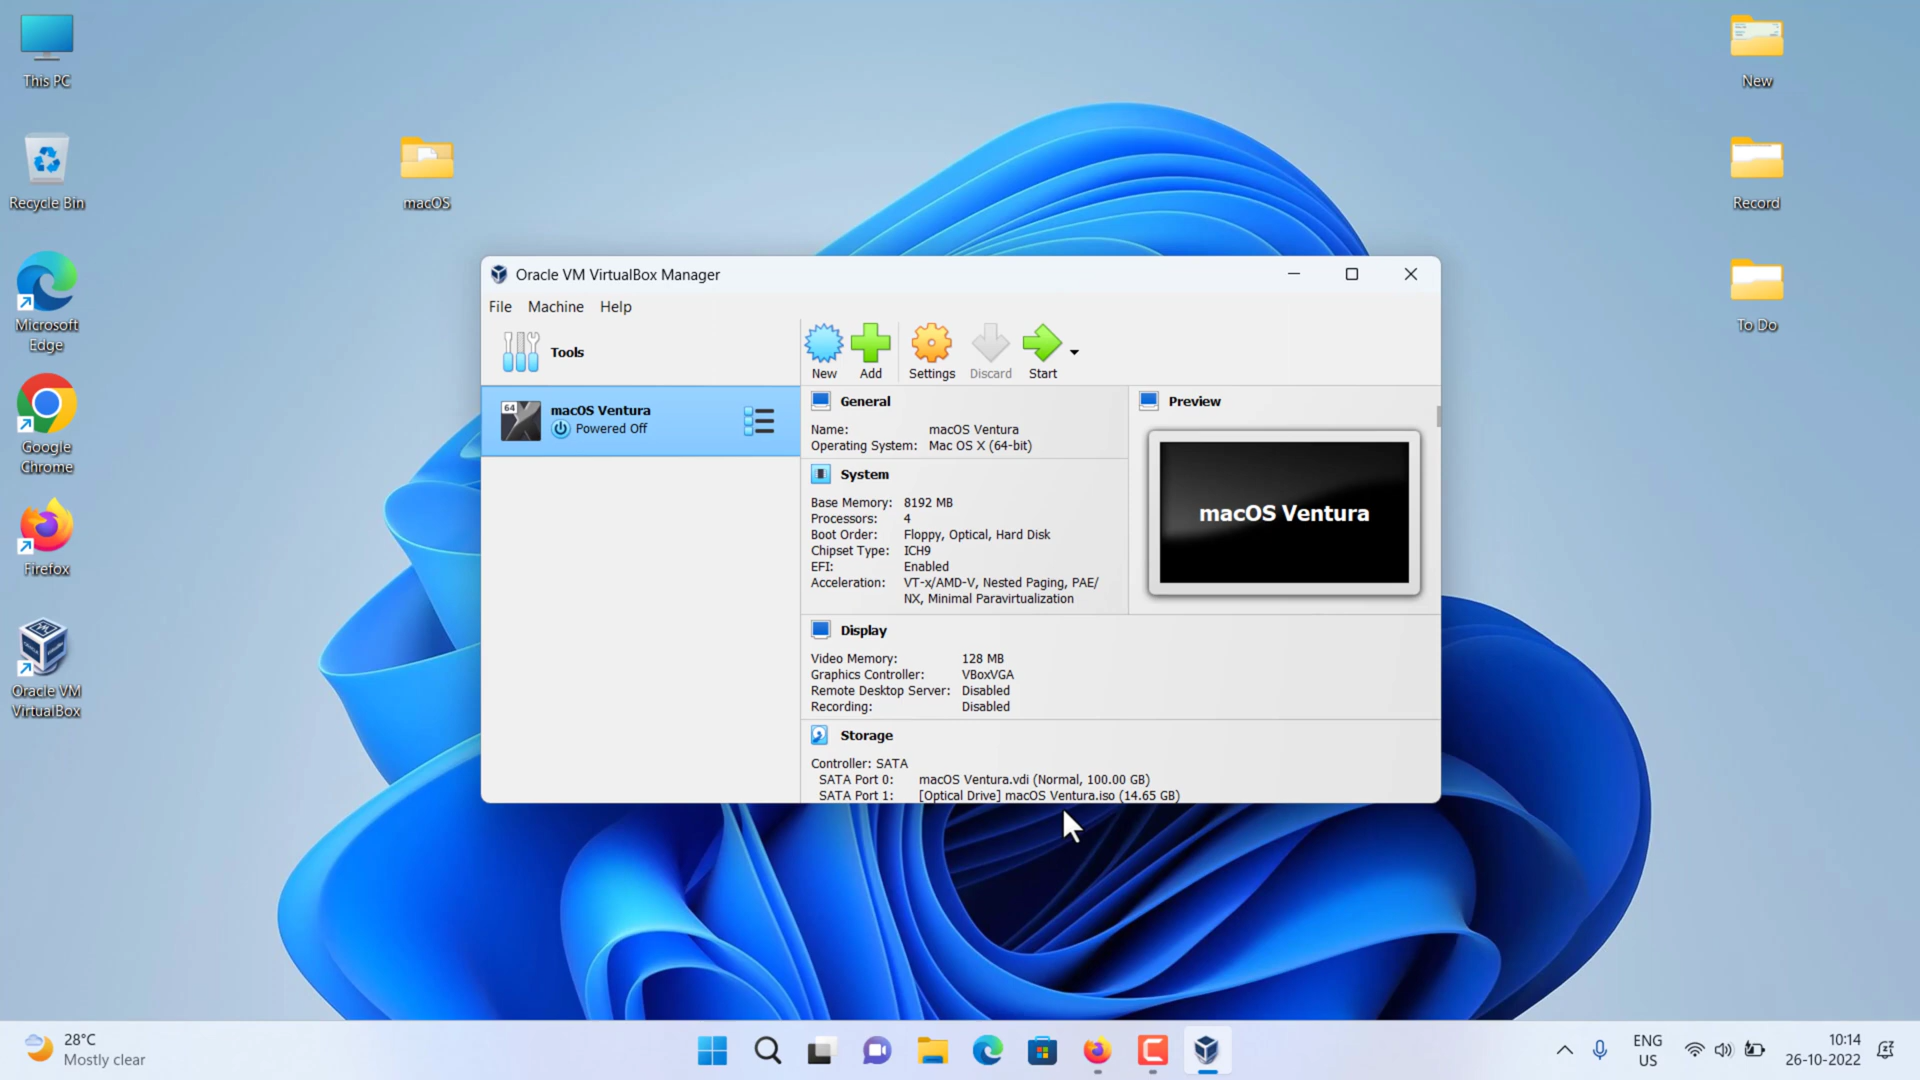 This PC
Recycle Bin
Microsoft
Edge
Google
Chrome
Firefox
Oracle VM
VirtualBox
macOS
New
Record
To Do
Oracle VM VirtualBox Manager
File Machine Help
Tools
New Add Settings Discard Start
64
macOS Ventura
Powered Off
General
Name: macOS Ventura
Operating System: Mac OS X (64-bit)
System
Base Memory: 8192 MB
Processors: 4
Boot Order: Floppy, Optical, Hard Disk
Chipset Type: ICH9
EFI: Enabled
Acceleration: VT-x/AMD-V, Nested Paging, PAE/
NX, Minimal Paravirtualization
Preview
macOS Ventura
Display
Video Memory: 128 MB
Graphics Controller: VBoxVGA
Remote Desktop Server: Disabled
Recording: Disabled
Storage
Controller: SATA
SATA Port 0: macOS Ventura.vdi (Normal, 100.00 GB)
SATA Port 1: [Optical Drive] macOS Ventura.iso (14.65 GB)
28°C
Mostly clear
ENG
US
10:14
26-10-2022